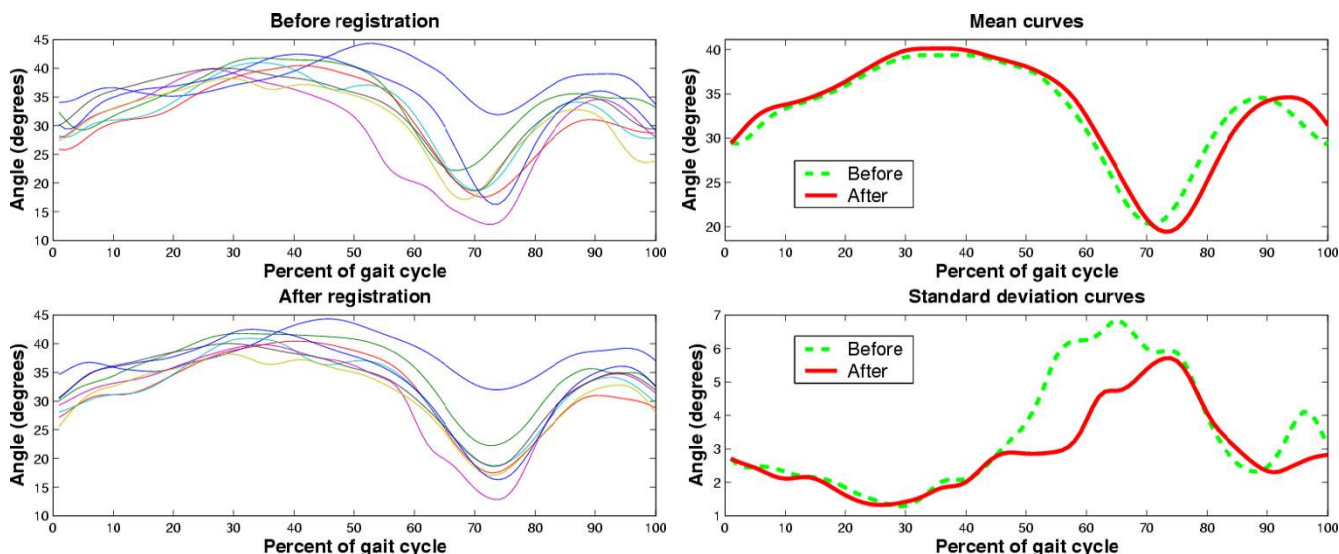 Before registration
Angle (degrees)
45
40
35
30
25
20
15
10
0 10 20 30 40 50 60 70 80 90 100
Percent of gait cycle
Mean curves
Angle (degrees)
40
35
30
25
20
Before
After
0 10 20 30 40 50 60 70 80 90 100
Percent of gait cycle
After registration
Angle (degrees)
45
40
35
30
25
20
15
10
0 10 20 30 40 50 60 70 80 90 100
Percent of gait cycle
Standard deviation curves
Angle (degrees)
7
6
5
4
3
2
1
Before
After
0 10 20 30 40 50 60 70 80 90 100
Percent of gait cycle